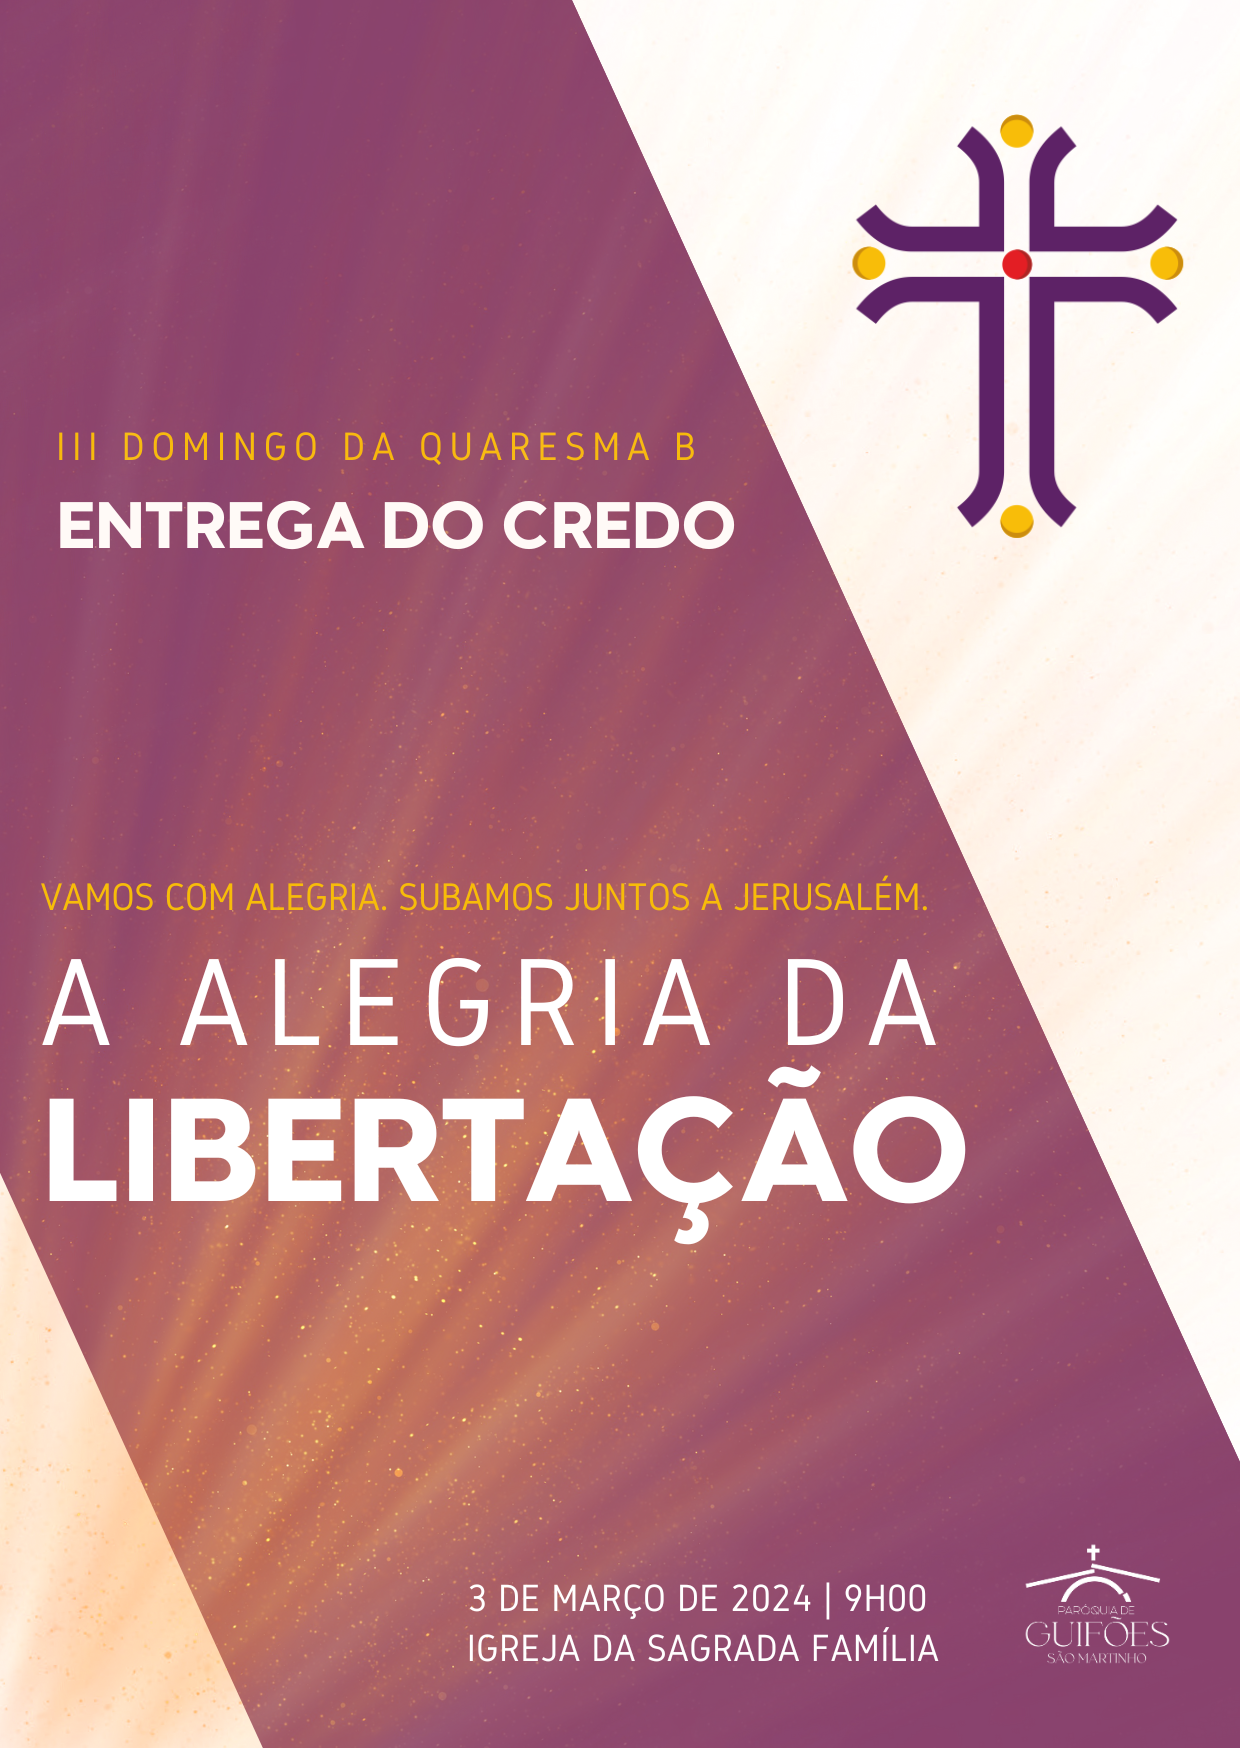 III DOMINGO DA QUARESMA B
ENTREGA DO CREDO
VAMOS COM ALEGRIA. SUBAMOS JUNTOS A JERUSALÉM.
A ALEGRIA DA
LIBERTAÇÃO
3 DE MARÇO DE 2024 | 9H00
IGREJA DA SAGRADA FAMÍLIA
PARÓQUIA DE
GUIFÕES
SÃO MARTINHO